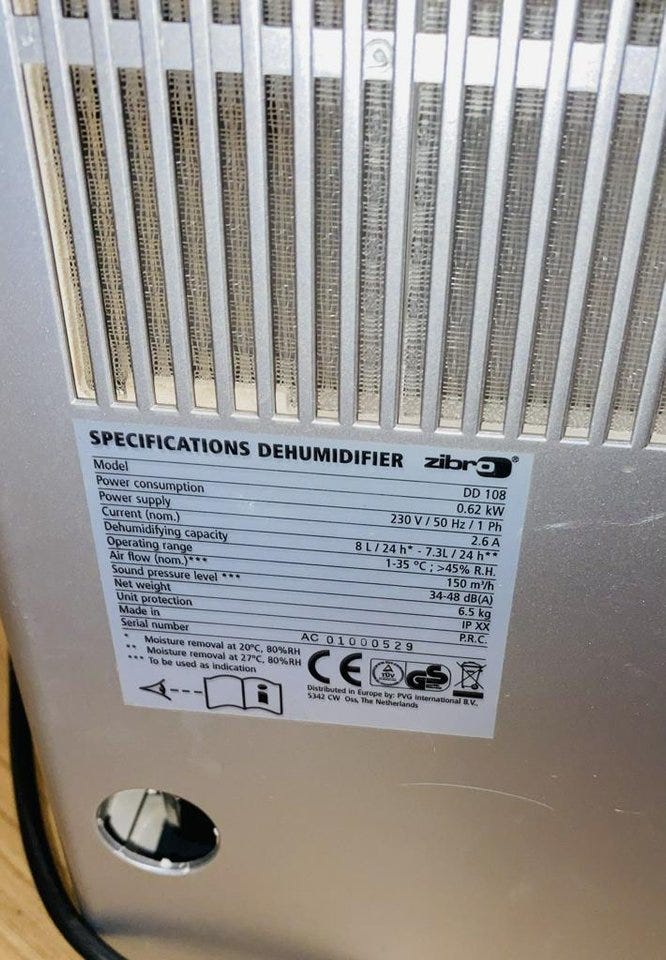 SPECIFICATIONS DEHUMIDIFIER zibro®
Model DD 108
Power consumption 0.62 kW
Power supply 230 V / 50 Hz / 1 Ph
Current (nom.) 2.6 A
Dehumidifying capacity 8 L / 24 h* - 7.3L / 24 h**
Operating range 1-35 °C ; >45% R.H.
Air flow (nom.)*** 150 m³/h
Sound pressure level *** 34-48 dB(A)
Net weight 6.5 kg
Unit protection IP XX
Made in P.R.C.
Serial number AC 01000529
* Moisture removal at 20°C, 80%RH
** Moisture removal at 27°C, 80%RH
*** To be used as indication
CE TÜV GS
i
Distributed in Europe by: PVG International B.V.,
5342 CW Oss, The Netherlands